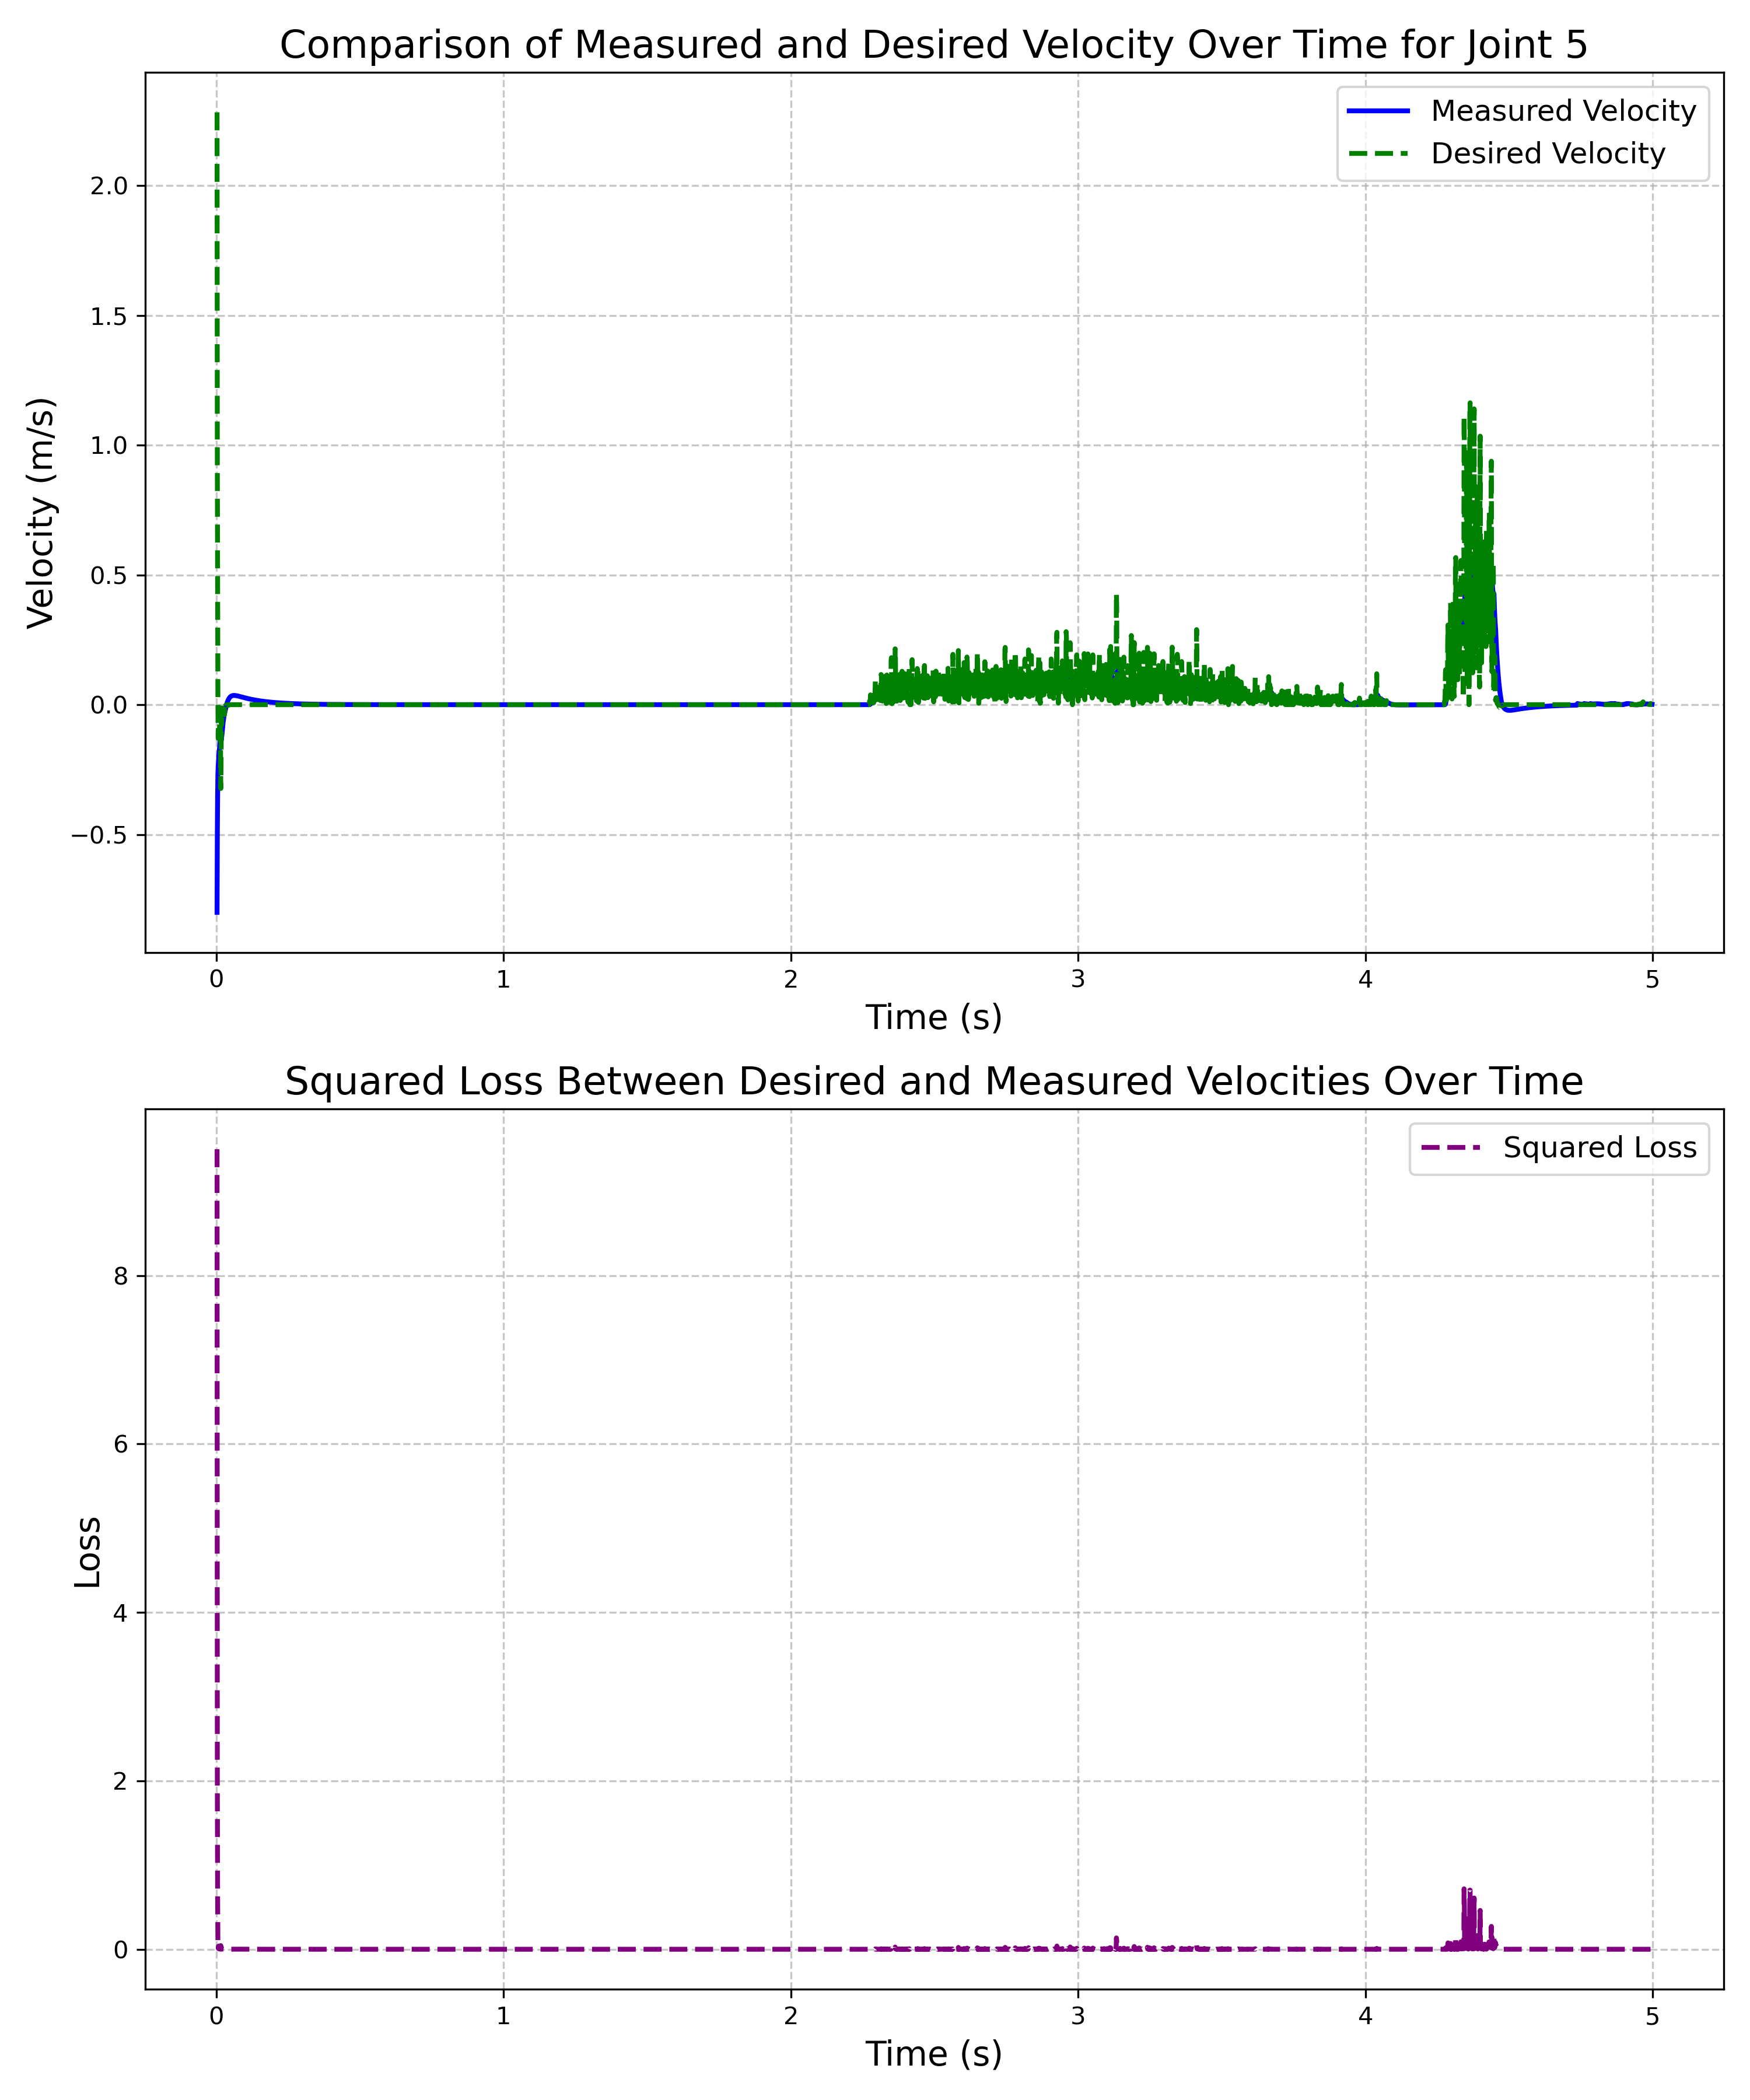 Comparison of Measured and Desired Velocity Over Time for Joint 5
Measured Velocity
Desired Velocity
Velocity (m/s)
2.0
1.5
1.0
0.5
0.0
−0.5
0 1 2 3 4 5
Time (s)
Squared Loss Between Desired and Measured Velocities Over Time
Squared Loss
Loss
8
6
4
2
0
0 1 2 3 4 5
Time (s)